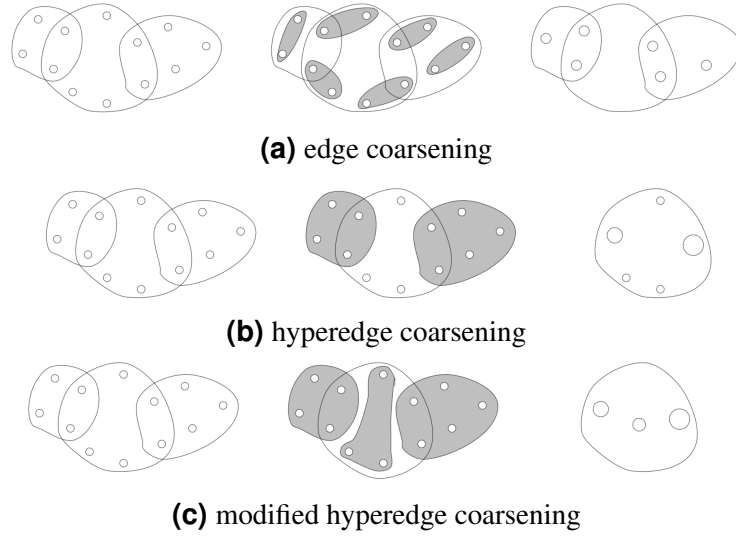 (a) edge coarsening
(b) hyperedge coarsening
(c) modified hyperedge coarsening